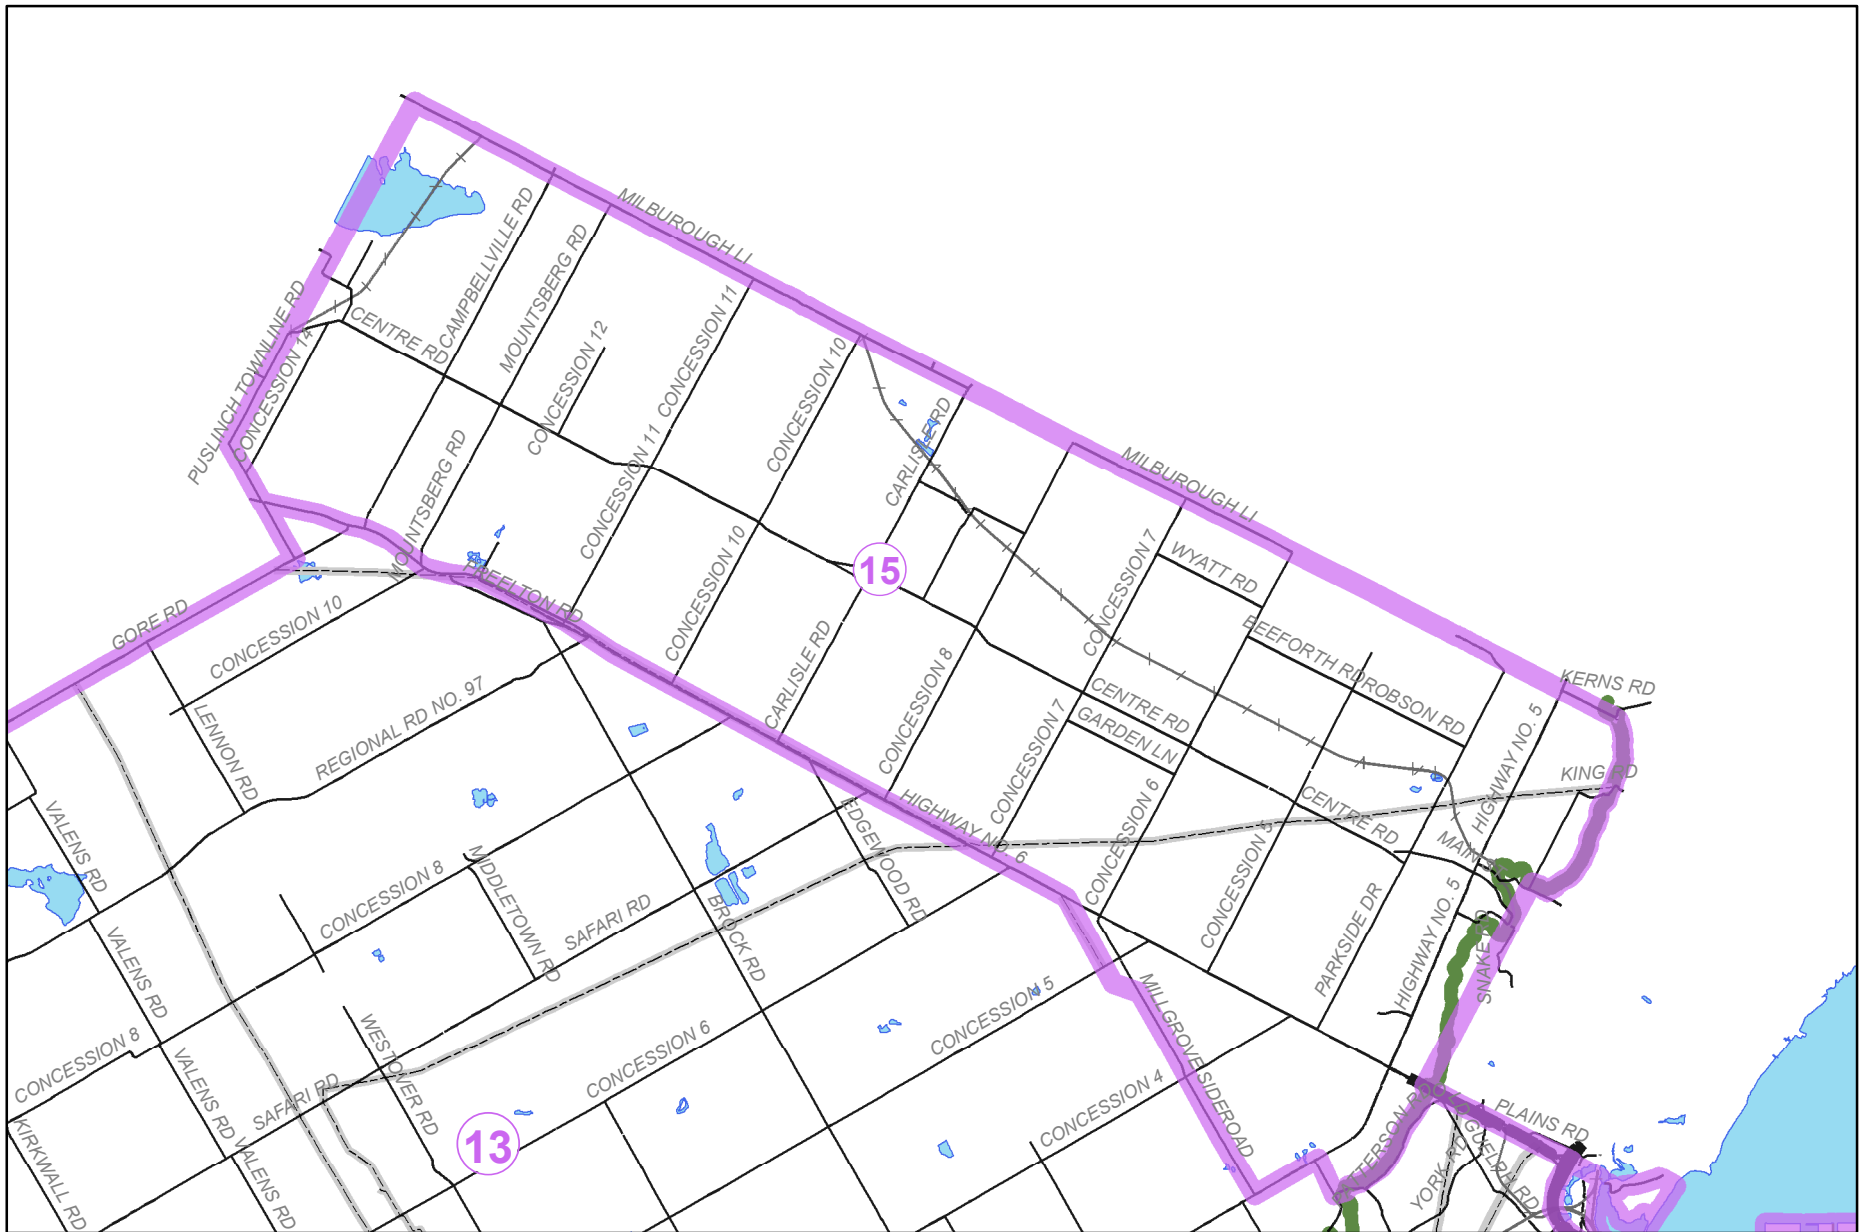 MILBUROUGH LI
CAMPBELLVILLE RD
MOUNTSBERG RD
CONCESSION 11
PUSLINCH TOWNLINE RD
CENTRE RD
CONCESSION 14
CONCESSION 12
CONCESSION 10
CARLISLE RD
MOUNTSBERG RD
CONCESSION 11
MILBUROUGH LI
CONCESSION 7
WYATT RD
15
CONCESSION 10
FREELTON RD
GORE RD
CONCESSION 10
CARLISLE RD
CONCESSION 8
BEEFORTH RD
ROBSON RD
KERNS RD
REGIONAL RD NO. 97
LENNON RD
CENTRE RD
GARDEN LN
CONCESSION 7
HIGHWAY NO. 5
KING RD
CONCESSION 6
CENTRE RD
HIGHWAY NO. 6
EDGEWOOD RD
VALENS RD
MIDDLETOWN RD
CONCESSION 8
SAFARI RD
BROCK RD
CONCESSION 5
MAIN
PARKSIDE DR
HIGHWAY NO. 5
SNAKE RD
VALENS RD
WESTOVER RD
CONCESSION 5
MILLGROVE SIDEROAD
CONCESSION 8
VALENS RD
SAFARI RD
CONCESSION 6
CONCESSION 4
PLAINS RD
PATTERSON RD
OLD GUELPH RD
YORK RD
13
KIRKWALL RD
VALENS RD